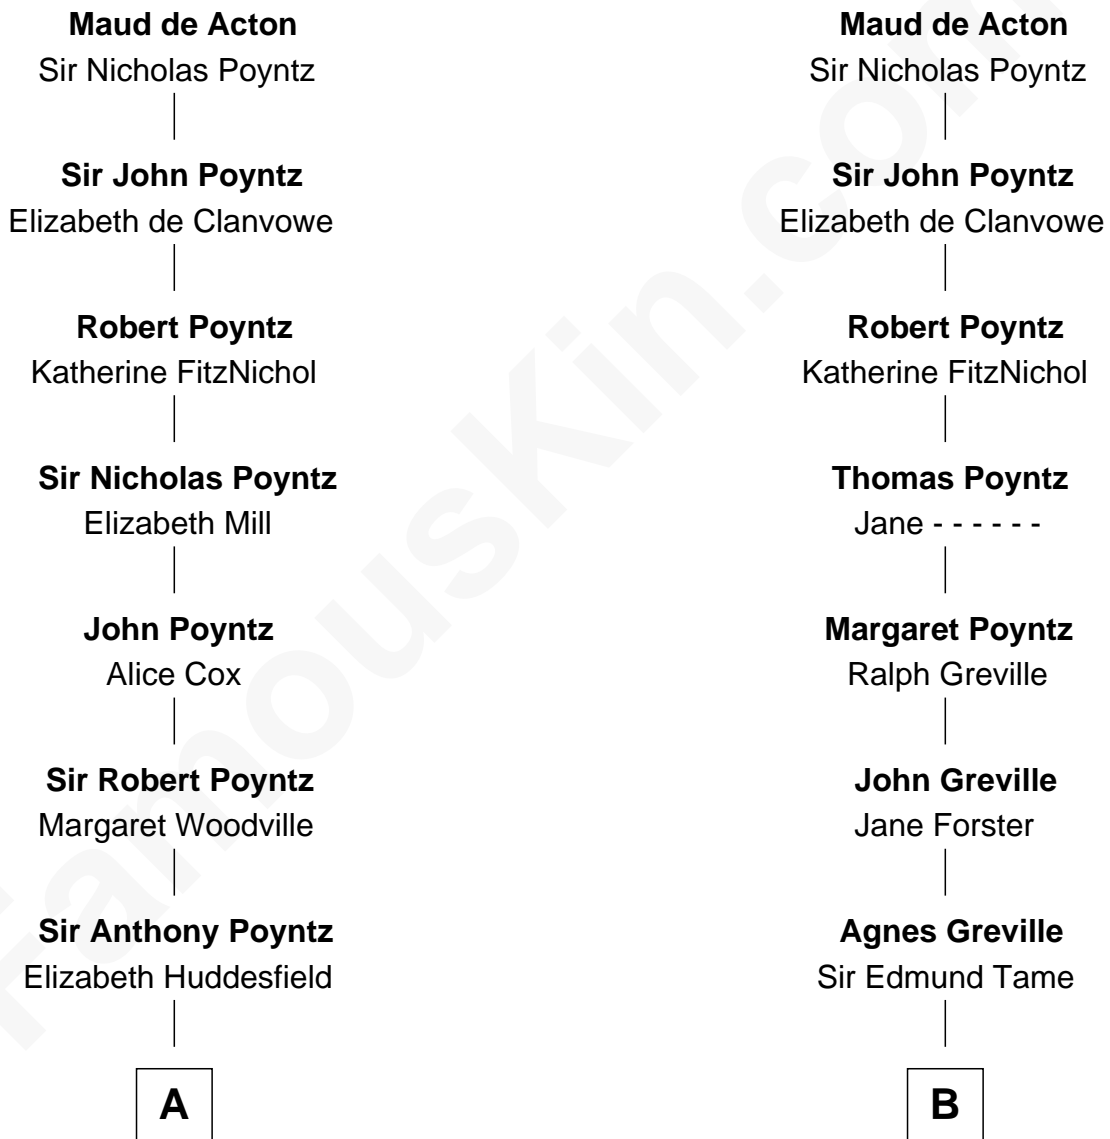 Maud de Acton
Sir Nicholas Poyntz
Sir John Poyntz
Elizabeth de Clanvowe
Robert Poyntz
Katherine FitzNichol
Sir Nicholas Poyntz
Elizabeth Mill
John Poyntz
Alice Cox
Sir Robert Poyntz
Margaret Woodville
Sir Anthony Poyntz
Elizabeth Huddesfield
A
Maud de Acton
Sir Nicholas Poyntz
Sir John Poyntz
Elizabeth de Clanvowe
Robert Poyntz
Katherine FitzNichol
Thomas Poyntz
Jane - - - - - -
Margaret Poyntz
Ralph Greville
John Greville
Jane Forster
Agnes Greville
Sir Edmund Tame
B
FamousKin.com